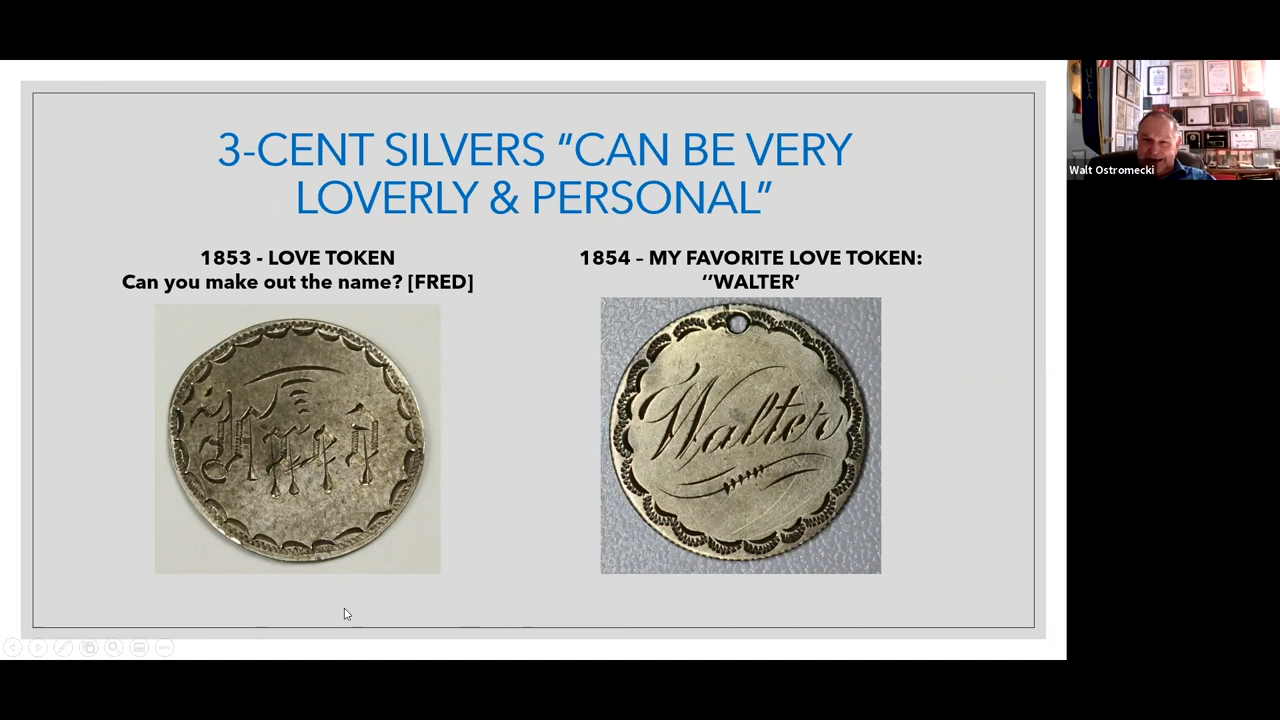 3-CENT SILVERS “CAN BE VERY
LOVERLY & PERSONAL”
1853 - LOVE TOKEN
Can you make out the name? [FRED]
1854 – MY FAVORITE LOVE TOKEN:
‘’WALTER’
Walter
UCLA
Walt Ostromecki